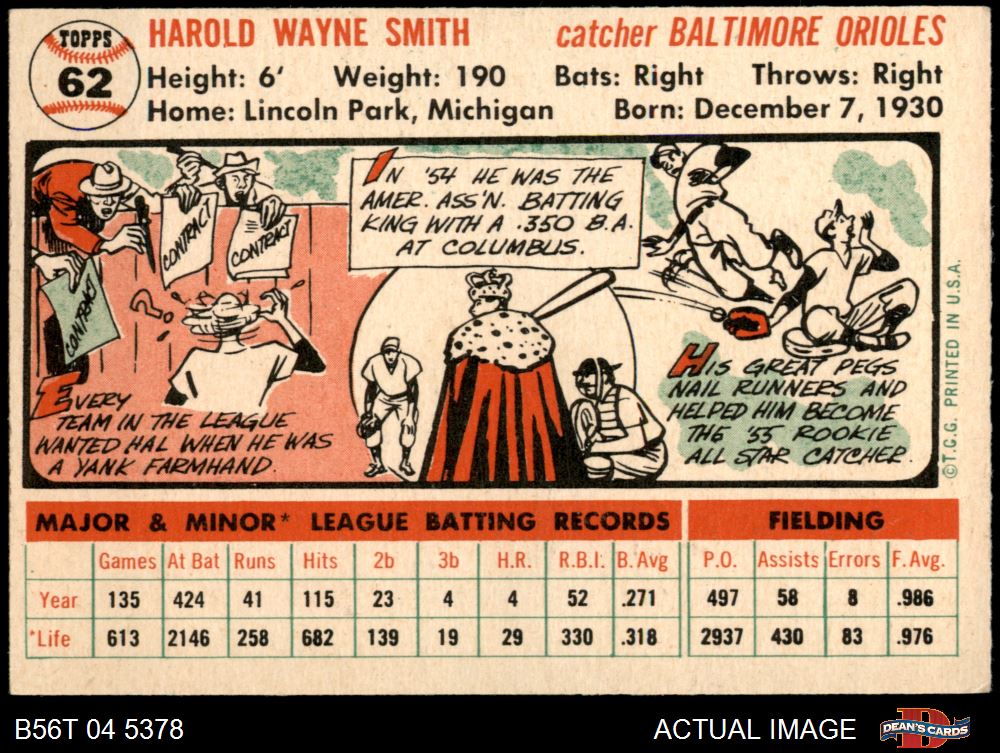 TOPPS
62
HAROLD WAYNE SMITH
catcher BALTIMORE ORIOLES
Height: 6' Weight: 190 Bats: Right Throws: Right
Home: Lincoln Park, Michigan Born: December 7, 1930
CONTRACT
CONTRACT
CONTRACT
?
EVERY
TEAM IN THE LEAGUE
WANTED HAL WHEN HE WAS
A YANK FARMHAND.
IN '54 HE WAS THE
AMER. ASS'N. BATTING
KING WITH A .350 B.A.
AT COLUMBUS.
HIS GREAT PEGS
NAIL RUNNERS AND
HELPED HIM BECOME
THE '55 ROOKIE
ALL STAR CATCHER.
©T.C.G. PRINTED IN U.S.A.
MAJOR & MINOR* LEAGUE BATTING RECORDS FIELDING
Games At Bat Runs Hits 2b 3b H.R. R.B.I. B. Avg P.O. Assists Errors F. Avg.
Year 135 424 41 115 23 4 4 52 .271 497 58 8 .986
*Life 613 2146 258 682 139 19 29 330 .318 2937 430 83 .976
B56T 04 5378
ACTUAL IMAGE
DEAN'S CARDS